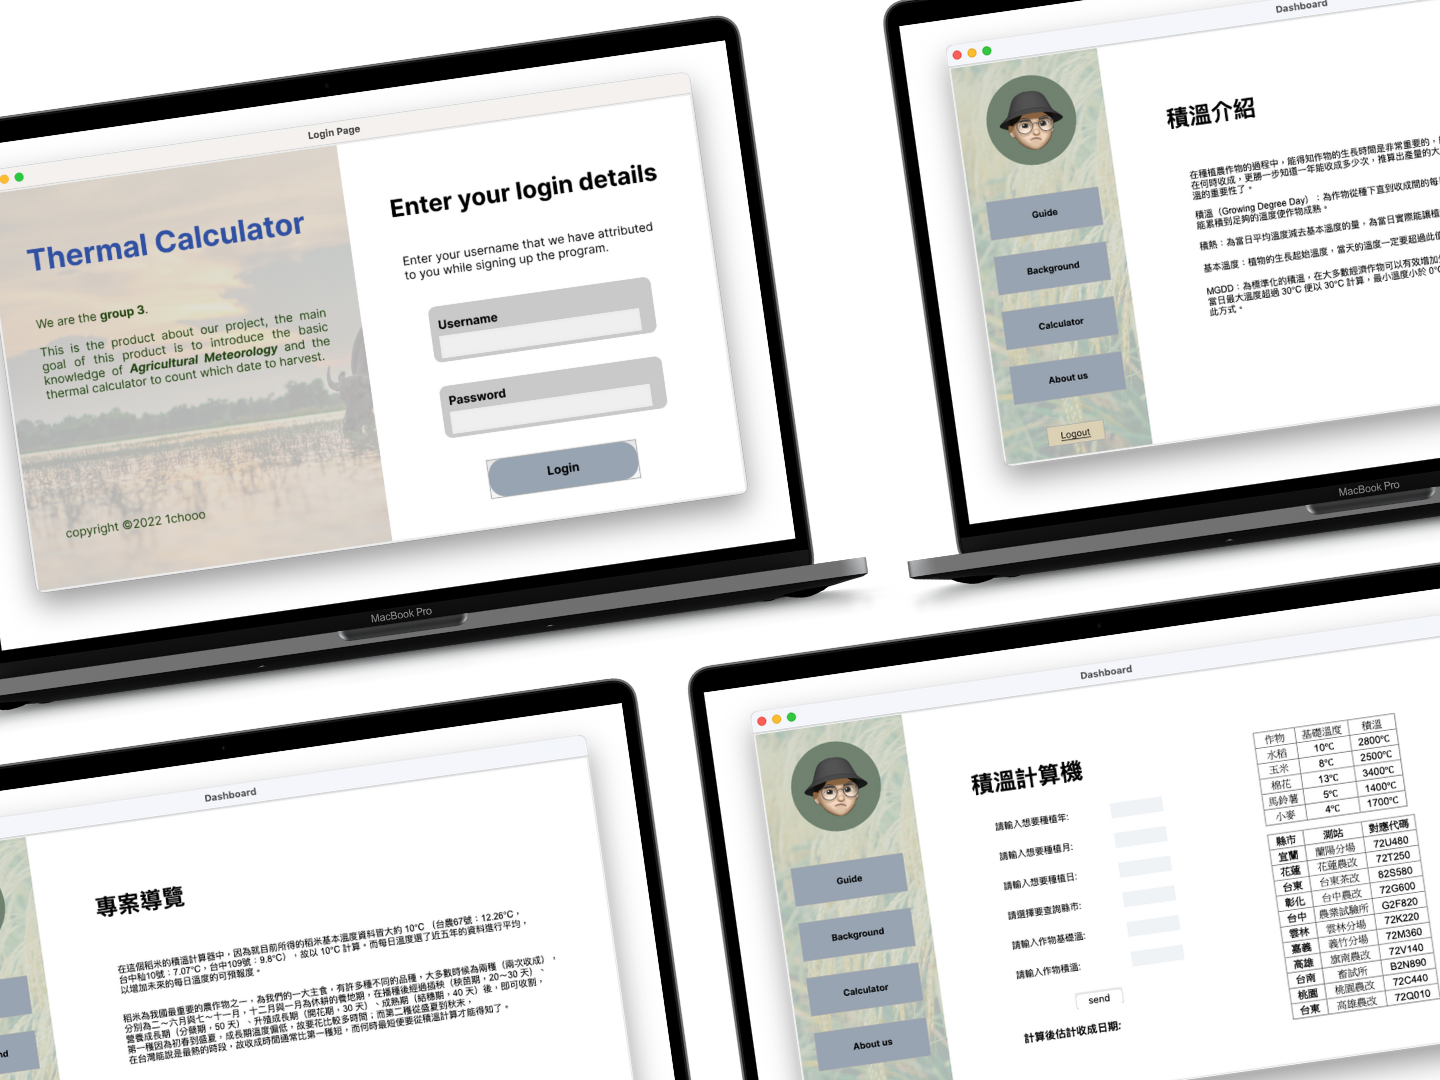 Login Page
Thermal Calculator
We are the group 3.
This is the product about our project, the main
goal of this product is to introduce the basic
knowledge of Agricultural Meteorology and the
thermal calculator to count which date to harvest.
copyright ©2022 1chooo
Enter your login details
Enter your username that we have attributed
to you while signing up the program.
Username
Password
Login
MacBook Pro
Dashboard
Guide
Background
Calculator
About us
Logout
積溫介紹
在種植農作物的過程中，能得知作物的生長時間是非常重要的，
在何時收成，更勝一步知道一年能收成多少次，推算出產量的大
溫的重要性了。
積溫（Growing Degree Day）：為作物從種下直到收成間的每
能累積到足夠的溫度使作物成熟。
積熱：為當日平均溫度減去基本溫度的量，為當日實際能讓植
基本溫度：植物的生長起始溫度，當天的溫度一定要超過此值
MGDD：為標準化的積溫，在大多數經濟作物可以有效增加
當日最大溫度超過 30°C 便以 30°C 計算，最小溫度小於 0°C
此方式。
MacBook Pro
Dashboard
nd
專案導覽
在這個稻米的積溫計算器中，因為就目前所得的稻米基本溫度資料皆大約 10°C （台農67號：12.26°C，
台中秈10號：7.07°C，台中109號：9.8°C），故以 10°C 計算。而每日溫度選了近五年的資料進行平均，
以增加未來的每日溫度的可預報度。
稻米為我國最重要的農作物之一，為我們的一大主食，有許多種不同的品種，大多數時候為兩種（兩次收成），
分別為二～六月與七～十一月，十二月與一月為休耕的養地期，在播種後經過插秧（秧苗期，20～30 天）、
營養成長期（分蘗期，50 天）、升殖成長期（開花期，30 天）、成熟期（結穗期，40 天）後，即可收割，
第一種因為初春到盛夏，成長期溫度偏低，故要花比較多時間；而第二種從盛夏到秋末，
在台灣能說是最熱的時段，故收成時間通常比第一種短，而何時最短便要從積溫計算才能得知了。
Dashboard
Guide
Background
Calculator
About us
積溫計算機
請輸入想要種植年:
請輸入想要種植月:
請輸入想要種植日:
請選擇要查詢縣市:
請輸入作物基礎溫:
請輸入作物積溫:
send
計算後估計收成日期:
作物 基礎溫度 積溫
水稻 10°C 2800°C
玉米 8°C 2500°C
棉花 13°C 3400°C
馬鈴薯 5°C 1400°C
小麥 4°C 1700°C
縣市 測站 對應代碼
宜蘭 蘭陽分場 72U480
花蓮 花蓮農改 72T250
台東 台東茶改 82S580
彰化 台中農改 72G600
台中 農業試驗所 G2F820
雲林 雲林分場 72K220
嘉義 義竹分場 72M360
高雄 旗南農改 72V140
台南 畜試所 B2N890
桃園 桃園農改 72C440
台東 高雄農改 72Q010